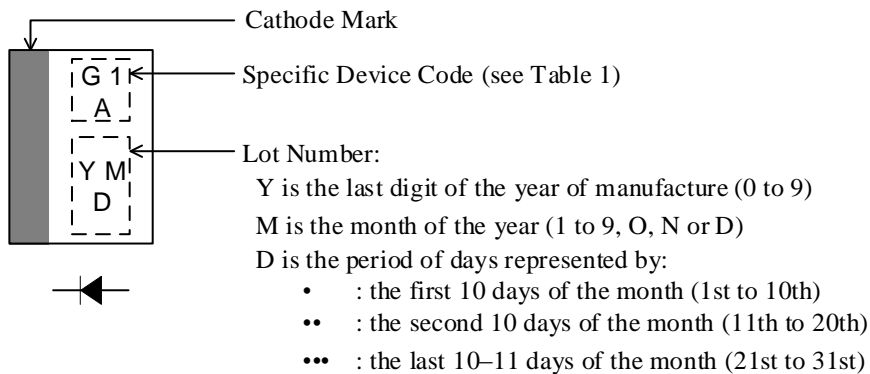 Cathode Mark
G 1
A
Specific Device Code (see Table 1)
Y M
D
Lot Number:
Y is the last digit of the year of manufacture (0 to 9)
M is the month of the year (1 to 9, O, N or D)
D is the period of days represented by:
• : the first 10 days of the month (1st to 10th)
•• : the second 10 days of the month (11th to 20th)
••• : the last 10–11 days of the month (21st to 31st)